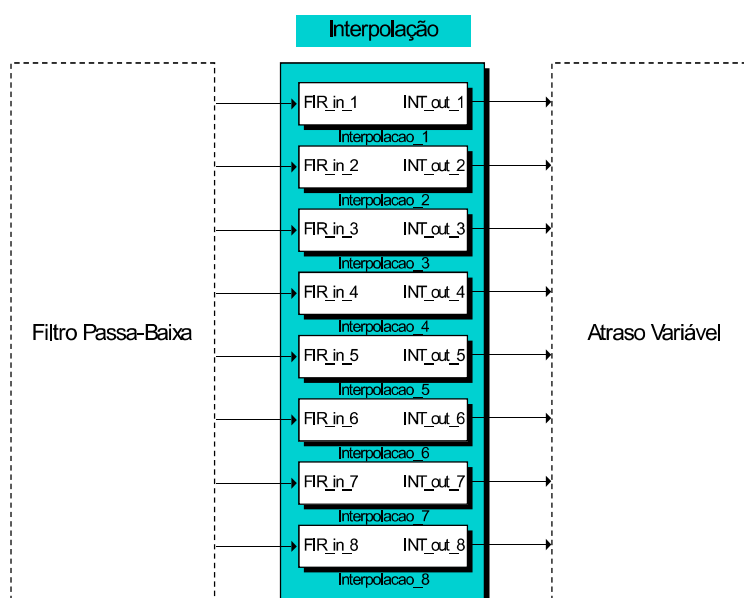 Interpolação
FIR_in_1 INT_out_1
Interpolacao_1
FIR_in_2 INT_out_2
Interpolacao_2
FIR_in_3 INT_out_3
Interpolacao_3
FIR_in_4 INT_out_4
Interpolacao_4
Filtro Passa-Baixa
Atraso Variável
FIR_in_5 INT_out_5
Interpolacao_5
FIR_in_6 INT_out_6
Interpolacao_6
FIR_in_7 INT_out_7
Interpolacao_7
FIR_in_8 INT_out_8
Interpolacao_8